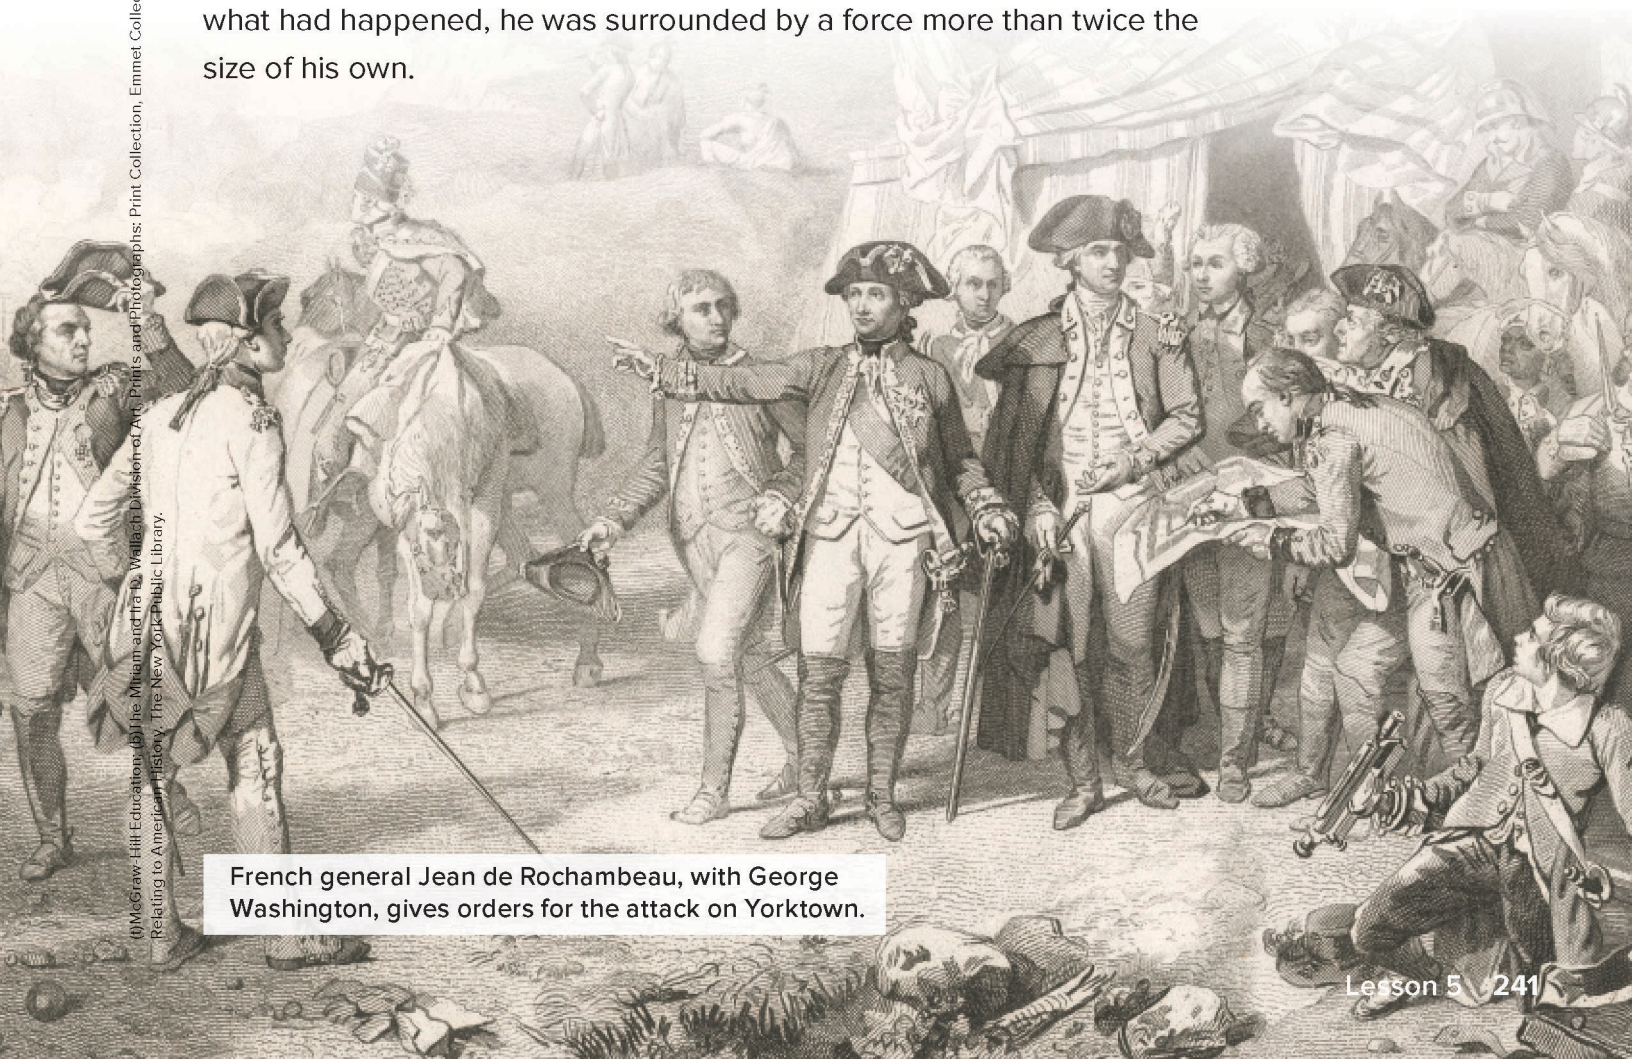 what had happened, he was surrounded by a force more than twice the
size of his own.
(t)McGraw-Hill Education; (b)The Miriam and Ira D. Wallach Division of Art, Prints and Photographs: Print Collection, Emmet
Relating to American History, The New York Public Library.
French general Jean de Rochambeau, with George
Washington, gives orders for the attack on Yorktown.
Lesson 5 241